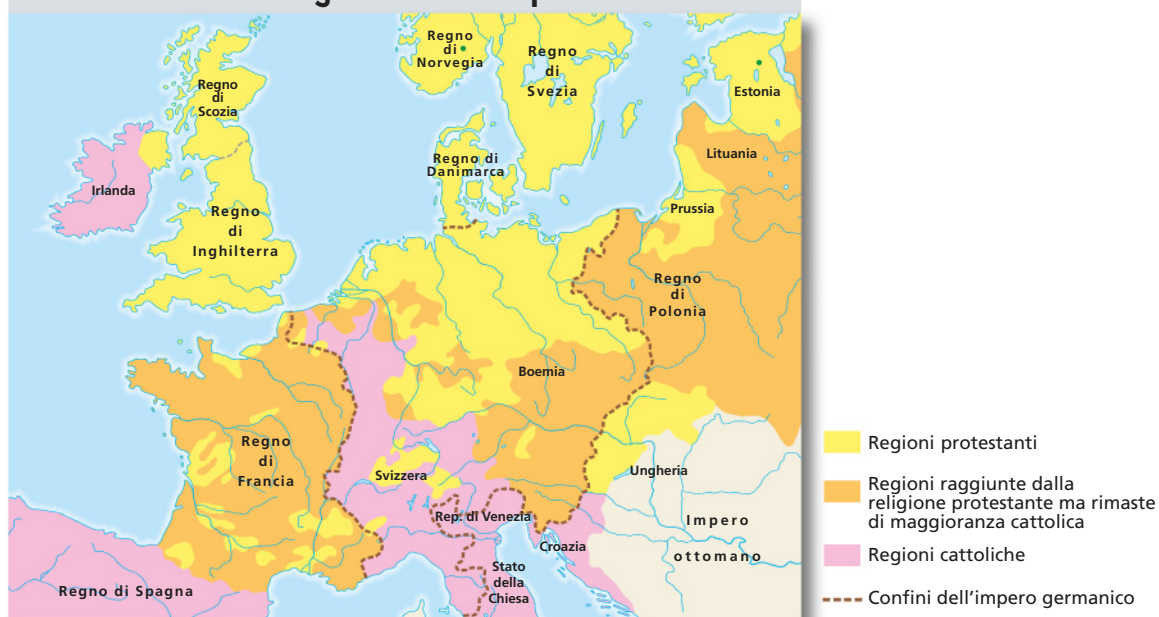 Regno
di
Norvegia
Regno
di
Svezia
Estonia
Regno
di
Scozia
Lituania
Regno di
Danimarca
Irlanda
Prussia
Regno
di
Inghilterra
Regno
di
Polonia
Boemia
Regno
di
Francia
Svizzera
Ungheria
Rep. di Venezia
Impero
ottomano
Croazia
Stato
della
Chiesa
Regno di Spagna
Regioni protestanti
Regioni raggiunte dalla
religione protestante ma rimaste
di maggioranza cattolica
Regioni cattoliche
Confini dell'impero germanico